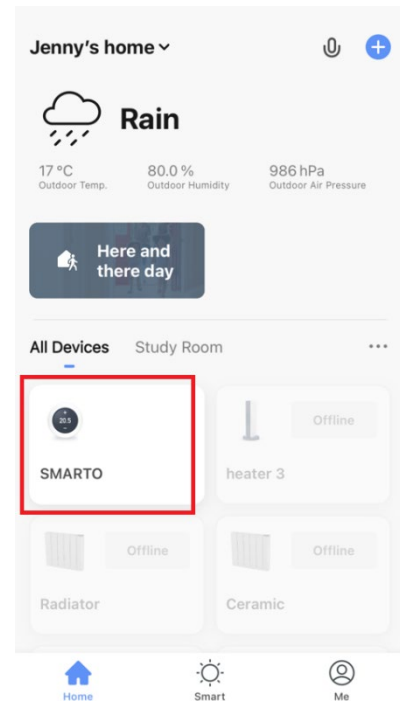 Jenny's home
Rain
17 °C
80.0 %
986 hPa
Outdoor Temp.
Outdoor Humidity
Outdoor Air Pressure
Here and
there day
All Devices
Study Room
20.5
Offline
SMARTO
heater 3
Offline
Offline
Radiator
Ceramic
Home
Smart
Me